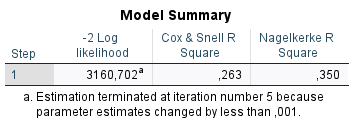 Model Summary
Step -2 Log likelihood Cox & Snell R Square Nagelkerke R Square
1 3160,702a ,263 ,350
a. Estimation terminated at iteration number 5 because
parameter estimates changed by less than ,001.